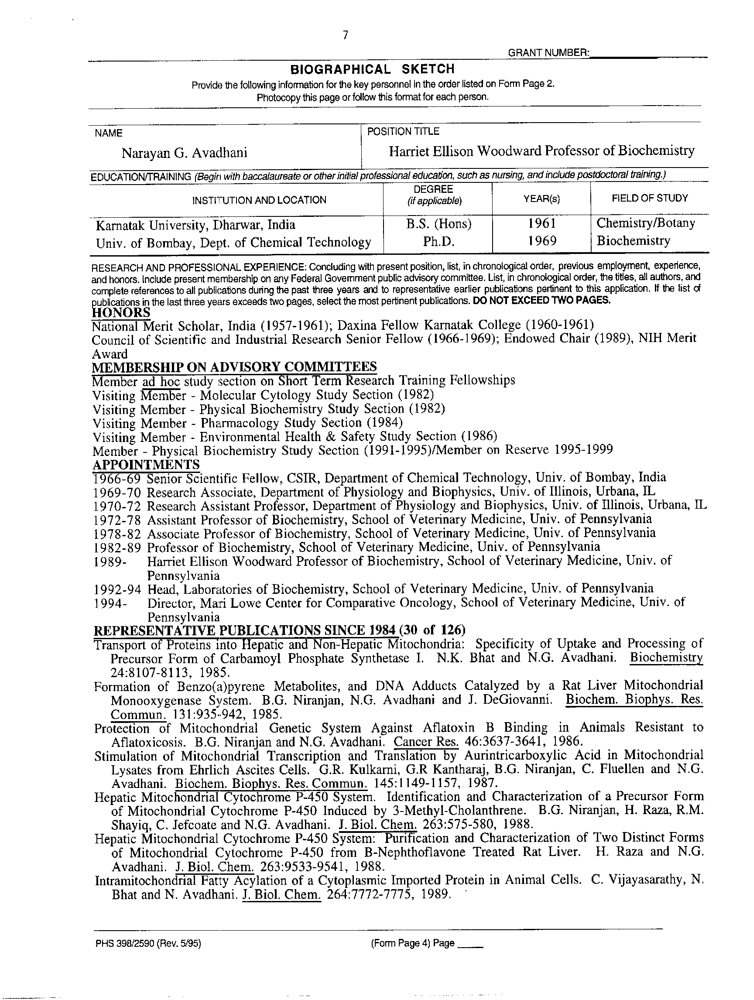 7
GRANT NUMBER:
BIOGRAPHICAL SKETCH
Provide the following information for the key personnel in the order listed on Form Page 2.
Photocopy this page or follow this format for each person.
NAME
POSITION TITLE
Narayan G. Avadhani
Harriet Ellison Woodward Professor of Biochemistry
EDUCATION/TRAINING (Begin with baccalaureate or other initial professional education, such as nursing, and include postdoctoral training.)
INSTITUTION AND LOCATION
DEGREE
(if applicable)
YEAR(s)
FIELD OF STUDY
Karnatak University, Dharwar, India B.S. (Hons) 1961 Chemistry/Botany
Univ. of Bombay, Dept. of Chemical Technology Ph.D. 1969 Biochemistry
RESEARCH AND PROFESSIONAL EXPERIENCE: Concluding with present position, list, in chronological order, previous employment, experience,
and honors. Include present membership on any Federal Government public advisory committee. List, in chronological order, the titles, all authors, and
complete references to all publications during the past three years and to representative earlier publications pertinent to this application. If the list of
publications in the last three years exceeds two pages, select the most pertinent publications. DO NOT EXCEED TWO PAGES.
HONORS
National Merit Scholar, India (1957-1961); Daxina Fellow Karnatak College (1960-1961)
Council of Scientific and Industrial Research Senior Fellow (1966-1969); Endowed Chair (1989), NIH Merit
Award
MEMBERSHIP ON ADVISORY COMMITTEES
Member ad hoc study section on Short Term Research Training Fellowships
Visiting Member - Molecular Cytology Study Section (1982)
Visiting Member - Physical Biochemistry Study Section (1982)
Visiting Member - Pharmacology Study Section (1984)
Visiting Member - Environmental Health & Safety Study Section (1986)
Member - Physical Biochemistry Study Section (1991-1995)/Member on Reserve 1995-1999
APPOINTMENTS
1966-69 Senior Scientific Fellow, CSIR, Department of Chemical Technology, Univ. of Bombay, India
1969-70 Research Associate, Department of Physiology and Biophysics, Univ. of Illinois, Urbana, IL
1970-72 Research Assistant Professor, Department of Physiology and Biophysics, Univ. of Illinois, Urbana, IL
1972-78 Assistant Professor of Biochemistry, School of Veterinary Medicine, Univ. of Pennsylvania
1978-82 Associate Professor of Biochemistry, School of Veterinary Medicine, Univ. of Pennsylvania
1982-89 Professor of Biochemistry, School of Veterinary Medicine, Univ. of Pennsylvania
1989- Harriet Ellison Woodward Professor of Biochemistry, School of Veterinary Medicine, Univ. of
Pennsylvania
1992-94 Head, Laboratories of Biochemistry, School of Veterinary Medicine, Univ. of Pennsylvania
1994- Director, Mari Lowe Center for Comparative Oncology, School of Veterinary Medicine, Univ. of
Pennsylvania
REPRESENTATIVE PUBLICATIONS SINCE 1984 (30 of 126)
Transport of Proteins into Hepatic and Non-Hepatic Mitochondria: Specificity of Uptake and Processing of
Precursor Form of Carbamoyl Phosphate Synthetase I. N.K. Bhat and N.G. Avadhani. Biochemistry
24:8107-8113, 1985.
Formation of Benzo(a)pyrene Metabolites, and DNA Adducts Catalyzed by a Rat Liver Mitochondrial
Monooxygenase System. B.G. Niranjan, N.G. Avadhani and J. DeGiovanni. Biochem. Biophys. Res.
Commun. 131:935-942, 1985.
Protection of Mitochondrial Genetic System Against Aflatoxin B Binding in Animals Resistant to
Aflatoxicosis. B.G. Niranjan and N.G. Avadhani. Cancer Res. 46:3637-3641, 1986.
Stimulation of Mitochondrial Transcription and Translation by Aurintricarboxylic Acid in Mitochondrial
Lysates from Ehrlich Ascites Cells. G.R. Kulkarni, G.R Kantharaj, B.G. Niranjan, C. Fluellen and N.G.
Avadhani. Biochem. Biophys. Res. Commun. 145:1149-1157, 1987.
Hepatic Mitochondrial Cytochrome P-450 System. Identification and Characterization of a Precursor Form
of Mitochondrial Cytochrome P-450 Induced by 3-Methyl-Cholanthrene. B.G. Niranjan, H. Raza, R.M.
Shayiq, C. Jefcoate and N.G. Avadhani. J. Biol. Chem. 263:575-580, 1988.
Hepatic Mitochondrial Cytochrome P-450 System: Purification and Characterization of Two Distinct Forms
of Mitochondrial Cytochrome P-450 from B-Nephthoflavone Treated Rat Liver. H. Raza and N.G.
Avadhani. J. Biol. Chem. 263:9533-9541, 1988.
Intramitochondrial Fatty Acylation of a Cytoplasmic Imported Protein in Animal Cells. C. Vijayasarathy, N.
Bhat and N. Avadhani. J. Biol. Chem. 264:7772-7775, 1989.
PHS 398/2590 (Rev. 5/95) (Form Page 4) Page